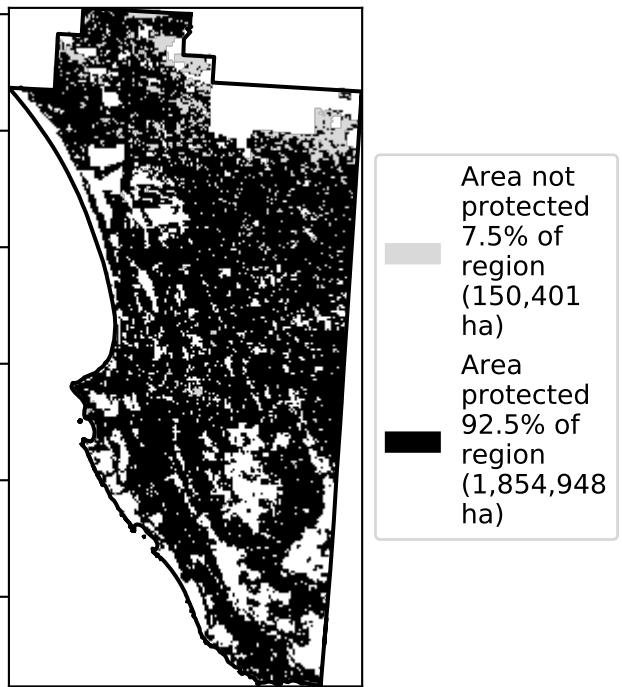 Area not
protected
7.5% of
region
(150,401
ha)
Area
protected
92.5% of
region
(1,854,948
ha)